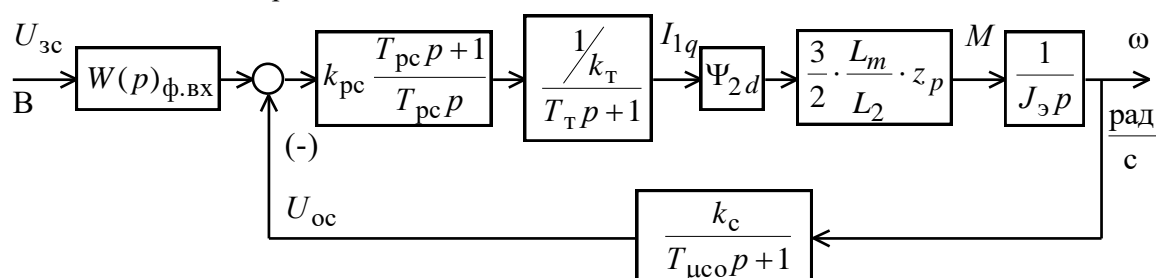 U_зс
В
W(p)_ф.вх
(-)
k_рс (T_рс p + 1)/(T_рс p)
(1/k_т)/(T_т p + 1)
I_1q
Ψ_2d
3/2 · L_m/L_2 · z_p
M
1/(J_э p)
ω
рад/с
U_ос
k_с/(T_μсо p + 1)